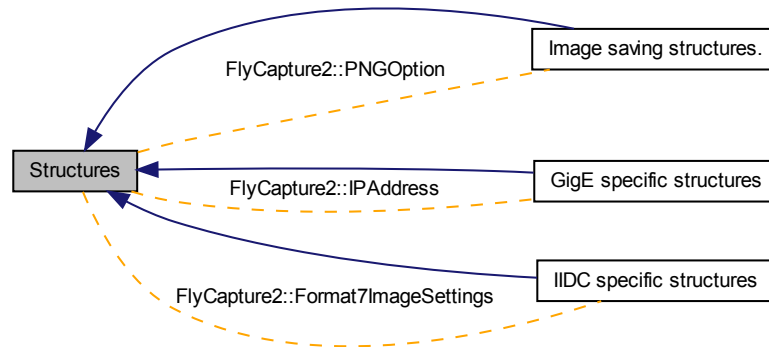 Image saving structures.
FlyCapture2::PNGOption
Structures
FlyCapture2::IPAddress
GigE specific structures
IIDC specific structures
FlyCapture2::Format7ImageSettings